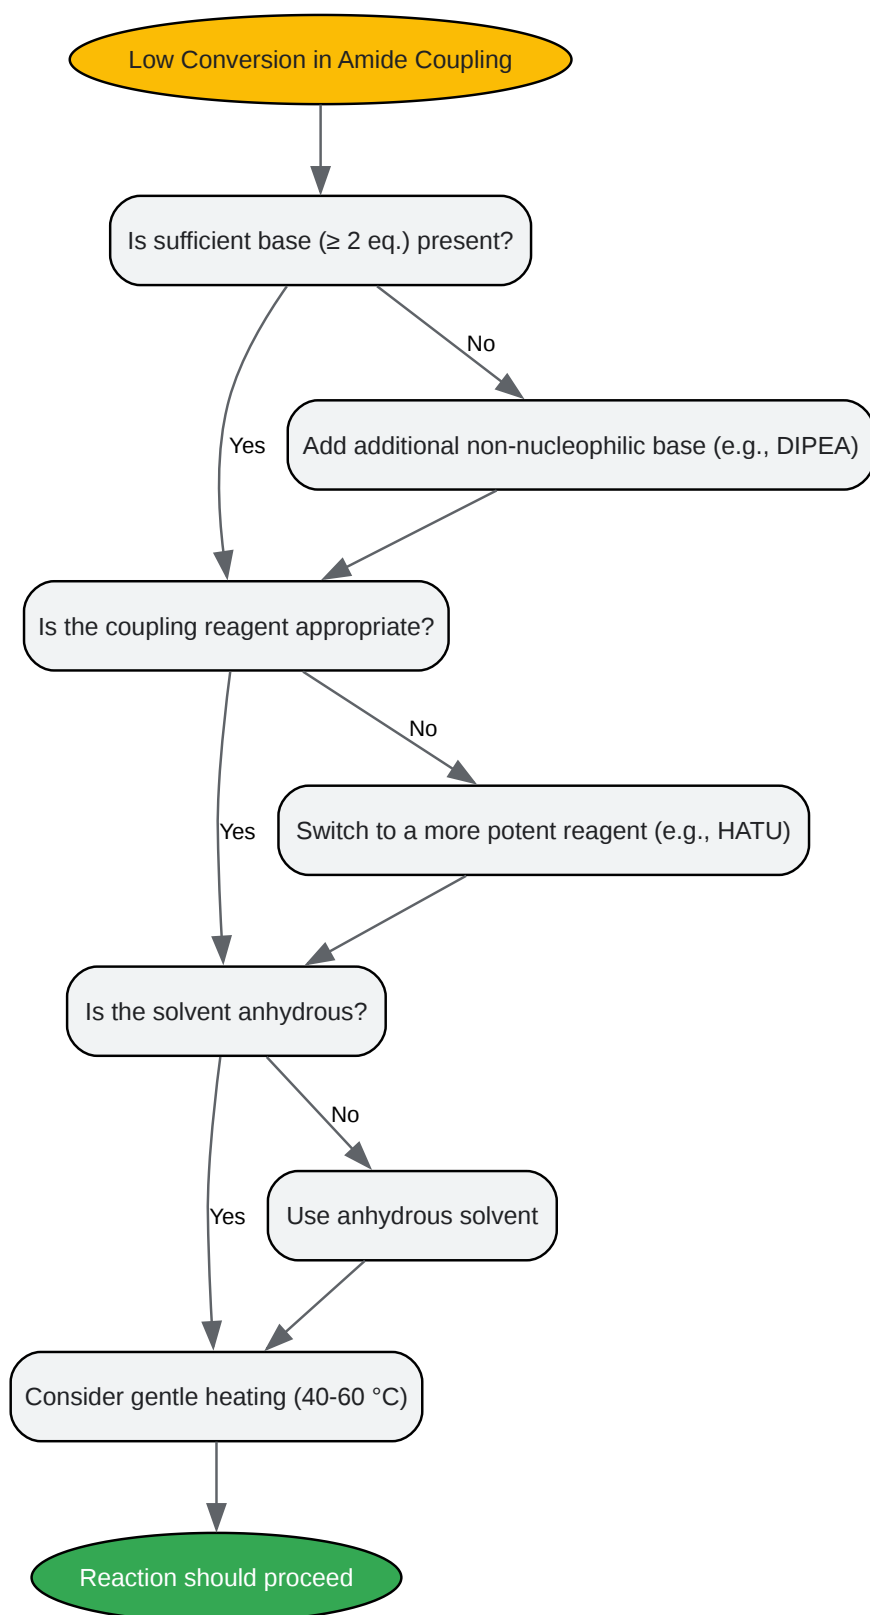 Low Conversion in Amide Coupling
Is sufficient base (≥ 2 eq.) present?
No
Yes
Add additional non-nucleophilic base (e.g., DIPEA)
Is the coupling reagent appropriate?
No
Yes
Switch to a more potent reagent (e.g., HATU)
Is the solvent anhydrous?
No
Yes
Use anhydrous solvent
Consider gentle heating (40-60 °C)
Reaction should proceed